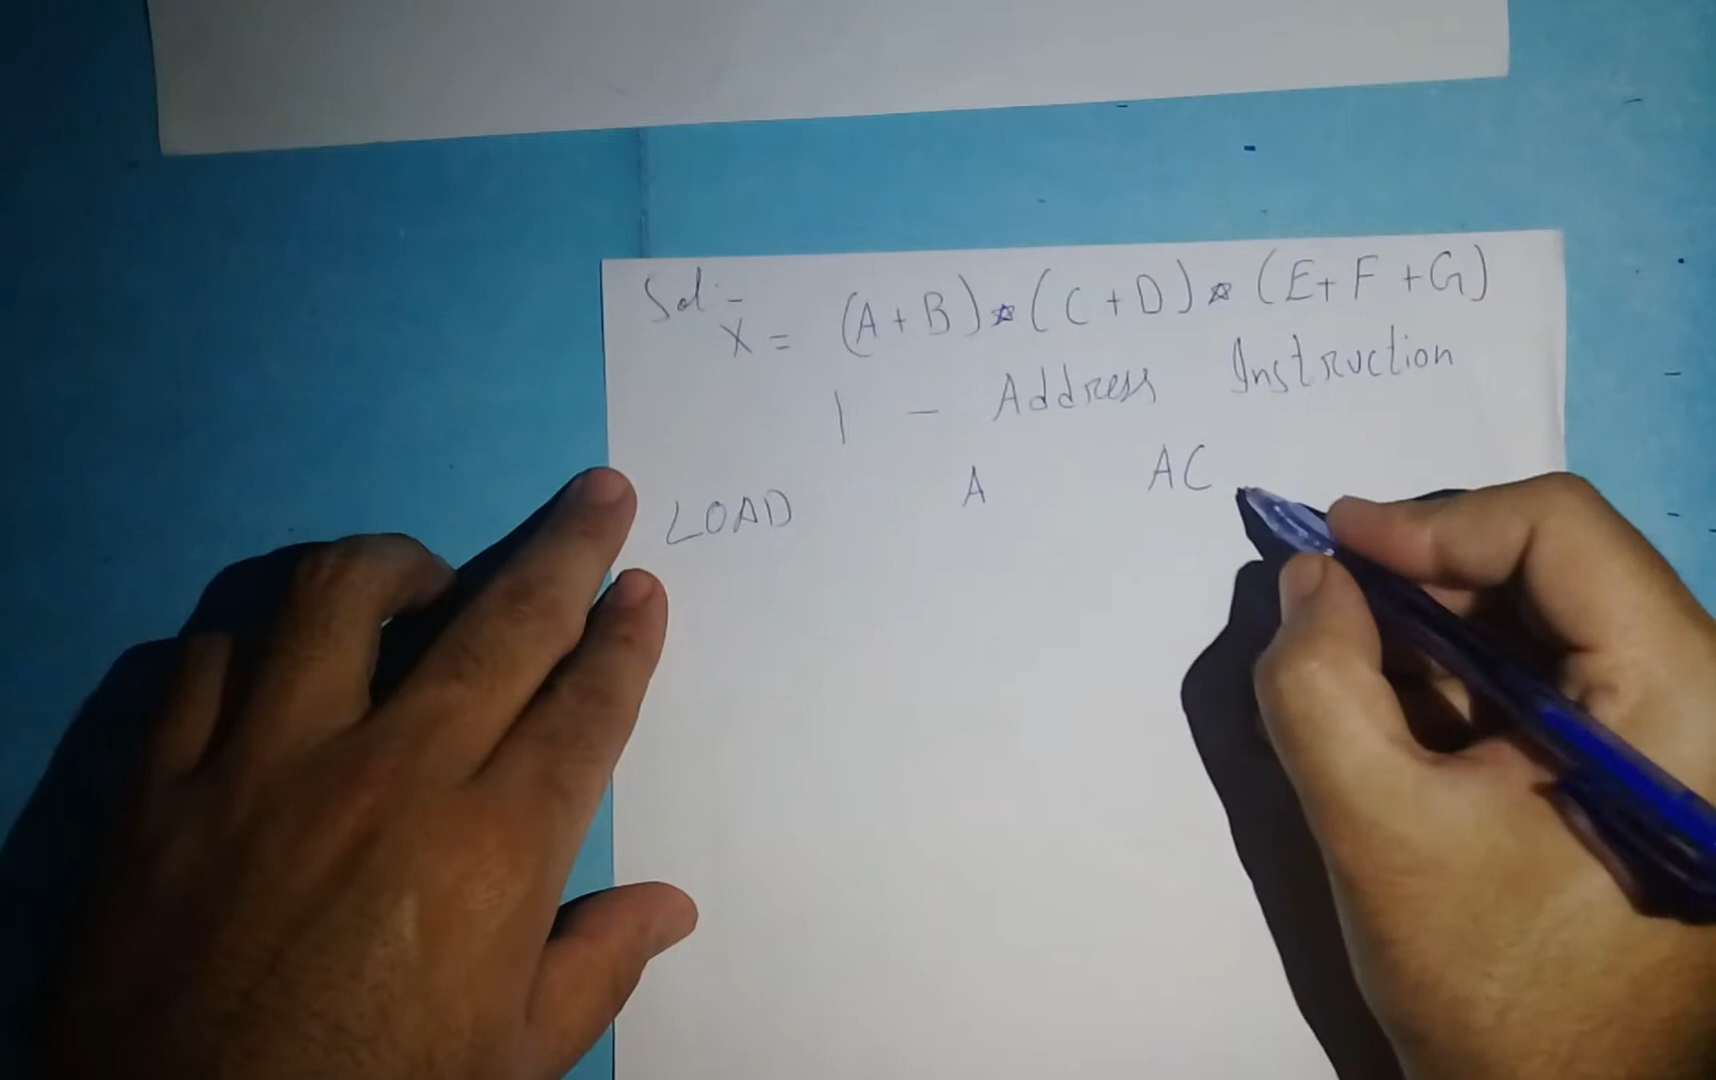 Sol:-
X = (A + B) * (C + D) * (E + F + G)
1 - Address Instruction
LOAD A AC